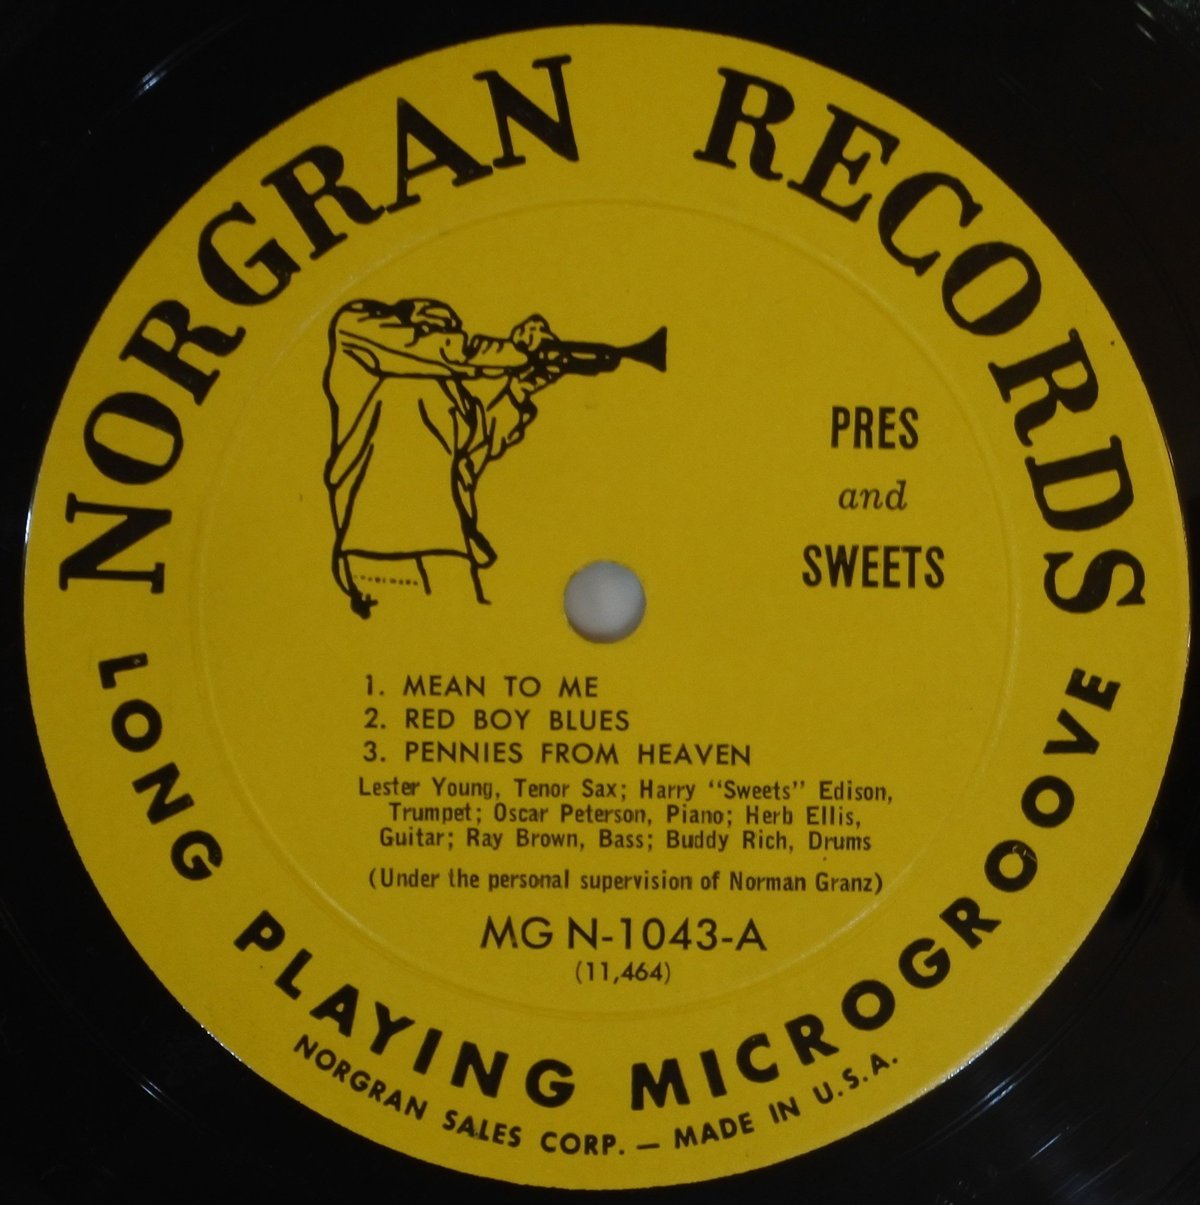 NORGRAN RECORDS
PRES
and
SWEETS
1. MEAN TO ME
2. RED BOY BLUES
3. PENNIES FROM HEAVEN
Lester Young, Tenor Sax; Harry "Sweets" Edison,
Trumpet; Oscar Peterson, Piano; Herb Ellis,
Guitar; Ray Brown, Bass; Buddy Rich, Drums
(Under the personal supervision of Norman Granz)
MG N-1043-A
(11,464)
LONG PLAYING MICROGROOVE
NORGRAN SALES CORP. — MADE IN U.S.A.